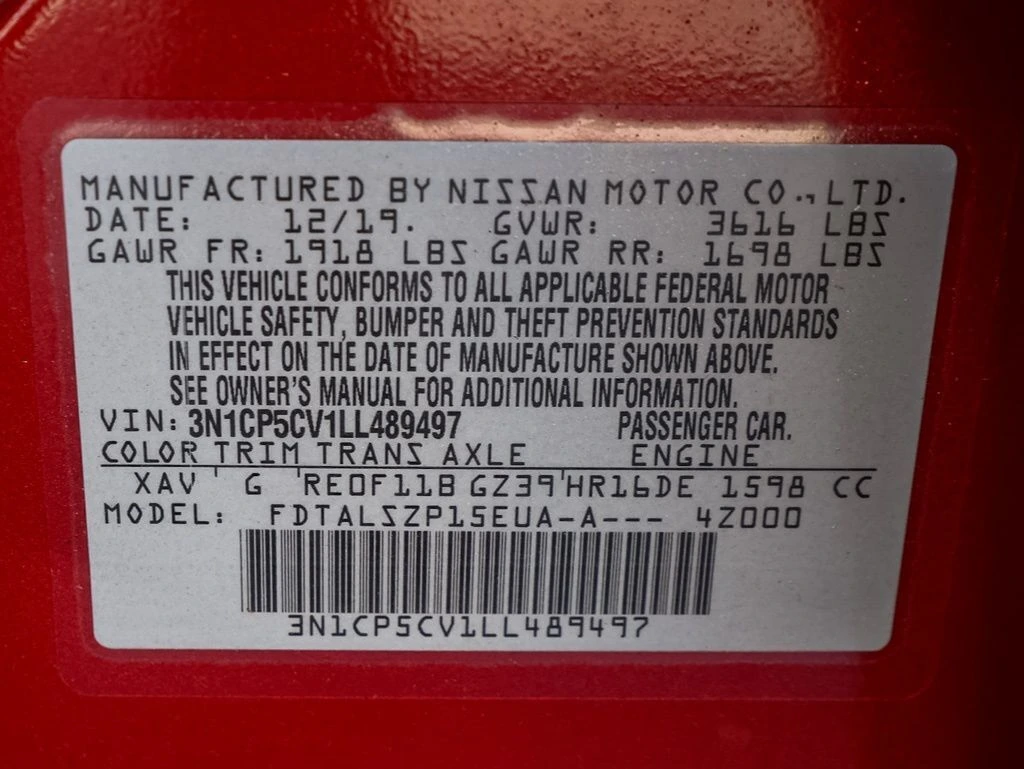 MANUFACTURED BY NISSAN MOTOR CO., LTD.
DATE: 12/19. GVWR: 3616 LBS
GAWR FR: 1918 LBS GAWR RR: 1698 LBS
THIS VEHICLE CONFORMS TO ALL APPLICABLE FEDERAL MOTOR
VEHICLE SAFETY, BUMPER AND THEFT PREVENTION STANDARDS
IN EFFECT ON THE DATE OF MANUFACTURE SHOWN ABOVE.
SEE OWNER'S MANUAL FOR ADDITIONAL INFORMATION.
VIN: 3N1CP5CV1LL489497 PASSENGER CAR.
COLOR TRIM TRANS AXLE ENGINE
XAV ' G ' RE0F11B GZ39 ' HR16DE 1598 CC
MODEL: FDTALSZP15EUA-A--- 4Z000
3N1CP5CV1LL489497